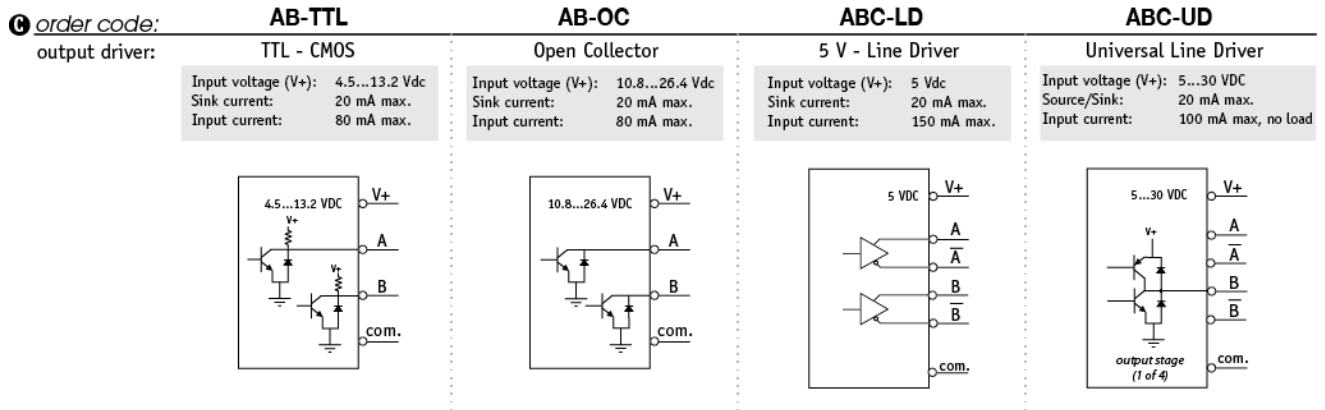 C order code: AB-TTL AB-OC ABC-LD ABC-UD
output driver: TTL - CMOS Open Collector 5 V - Line Driver Universal Line Driver
Input voltage (V+): 4.5...13.2 Vdc
Sink current: 20 mA max.
Input current: 80 mA max.
Input voltage (V+): 10.8...26.4 Vdc
Sink current: 20 mA max.
Input current: 80 mA max.
Input voltage (V+): 5 Vdc
Sink current: 20 mA max.
Input current: 150 mA max.
Input voltage (V+): 5...30 VDC
Source/Sink: 20 mA max.
Input current: 100 mA max, no load
4.5...13.2 VDC V+
V+
A
V+
B
com.
10.8...26.4 VDC V+
A
B
com.
5 VDC V+
A
A̅
B
B̅
com.
5...30 VDC V+
V+
A
A̅
B
B̅
output stage
(1 of 4)
com.